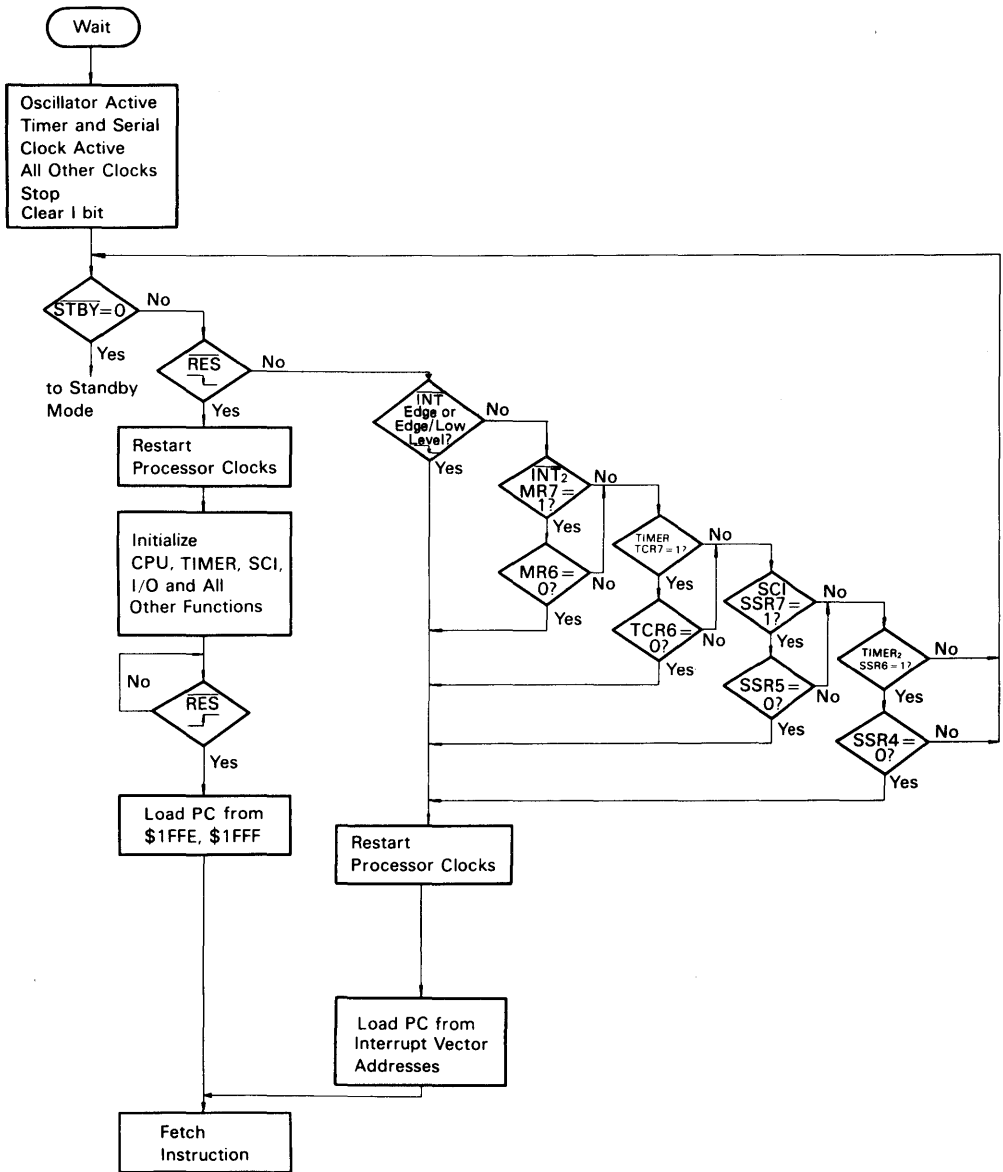 Wait
Oscillator Active
Timer and Serial
Clock Active
All Other Clocks
Stop
Clear I bit
STBY=0
No
Yes
to Standby
Mode
RES
No
Yes
Restart
Processor Clocks
Initialize
CPU, TIMER, SCI,
I/O and All
Other Functions
No
RES
Yes
Load PC from
$1FFE, $1FFF
INT
Edge or
Edge/Low
Level?
No
Yes
INT2
MR7=
1?
No
Yes
MR6=
0?
No
Yes
TIMER
TCR7=1?
No
Yes
TCR6=
0?
No
Yes
SCI
SSR7=
1?
No
Yes
SSR5=
0?
No
Yes
TIMER2
SSR6=1?
No
Yes
SSR4=
0?
No
Yes
Restart
Processor Clocks
Load PC from
Interrupt Vector
Addresses
Fetch
Instruction